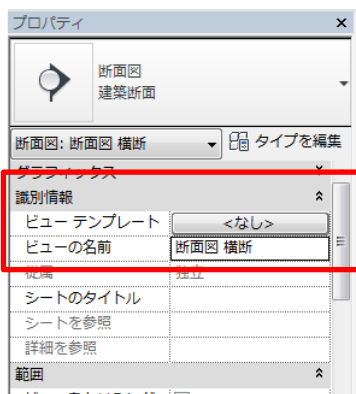 プロパティ
断面図
建築断面
断面図: 断面図 横断
タイプを編集
グラフィックス
識別情報
ビュー テンプレート
<なし>
ビューの名前
断面図 横断
従属
独立
シートのタイトル
シートを参照
詳細を参照
範囲